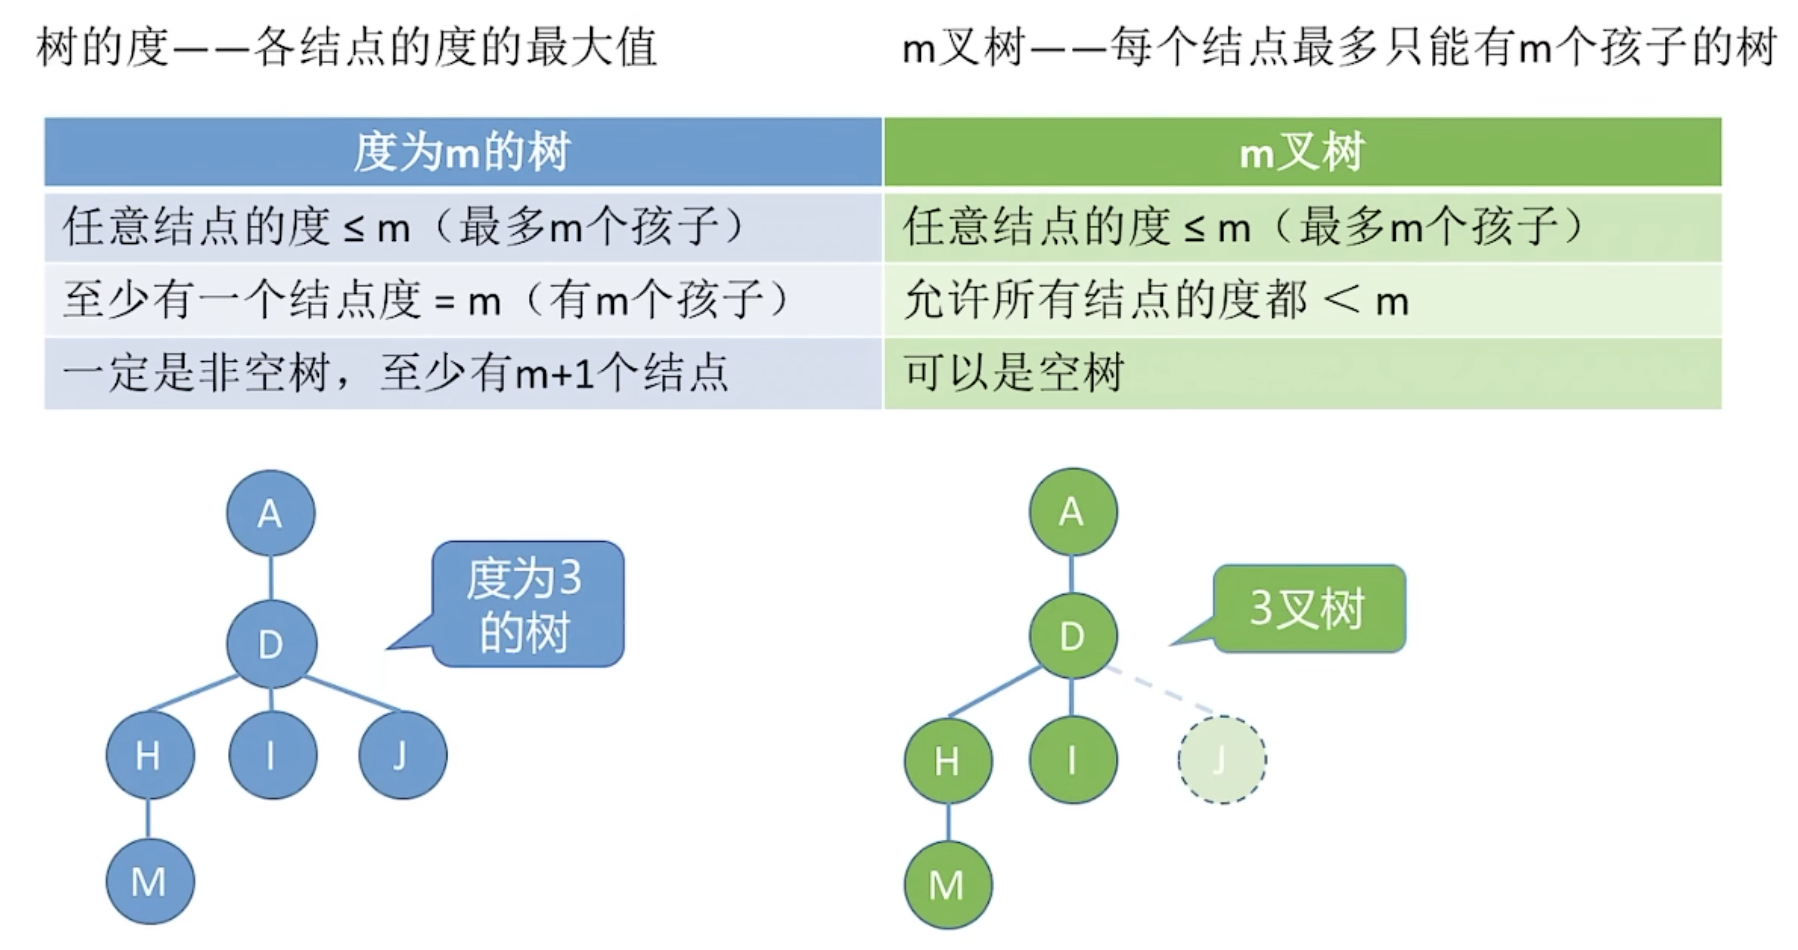 树的度——各结点的度的最大值
m叉树——每个结点最多只能有m个孩子的树
度为m的树
m叉树
任意结点的度 ≤ m（最多m个孩子）
任意结点的度 ≤ m（最多m个孩子）
至少有一个结点度 = m（有m个孩子）
允许所有结点的度都 < m
一定是非空树，至少有m+1个结点
可以是空树
A
D
H
I
J
M
度为3
的树
A
D
H
I
J
M
3叉树